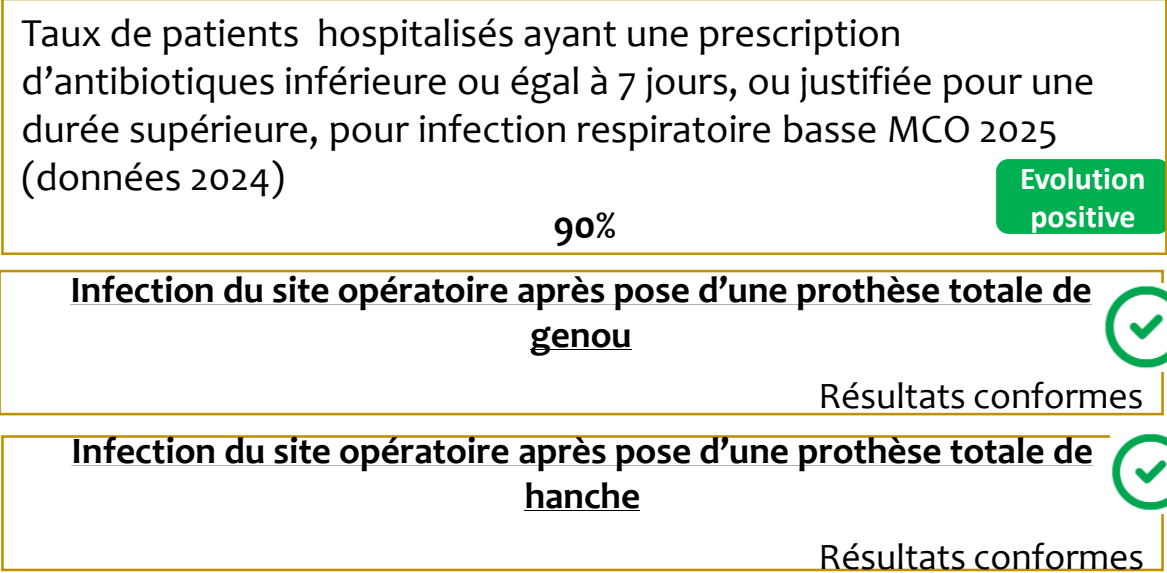 Taux de patients hospitalisés ayant une prescription
d’antibiotiques inférieure ou égal à 7 jours, ou justifiée pour une
durée supérieure, pour infection respiratoire basse MCO 2025
(données 2024)
Evolution
positive
90%
Infection du site opératoire après pose d’une prothèse totale de
genou
Résultats conformes
Infection du site opératoire après pose d’une prothèse totale de
hanche
Résultats conformes